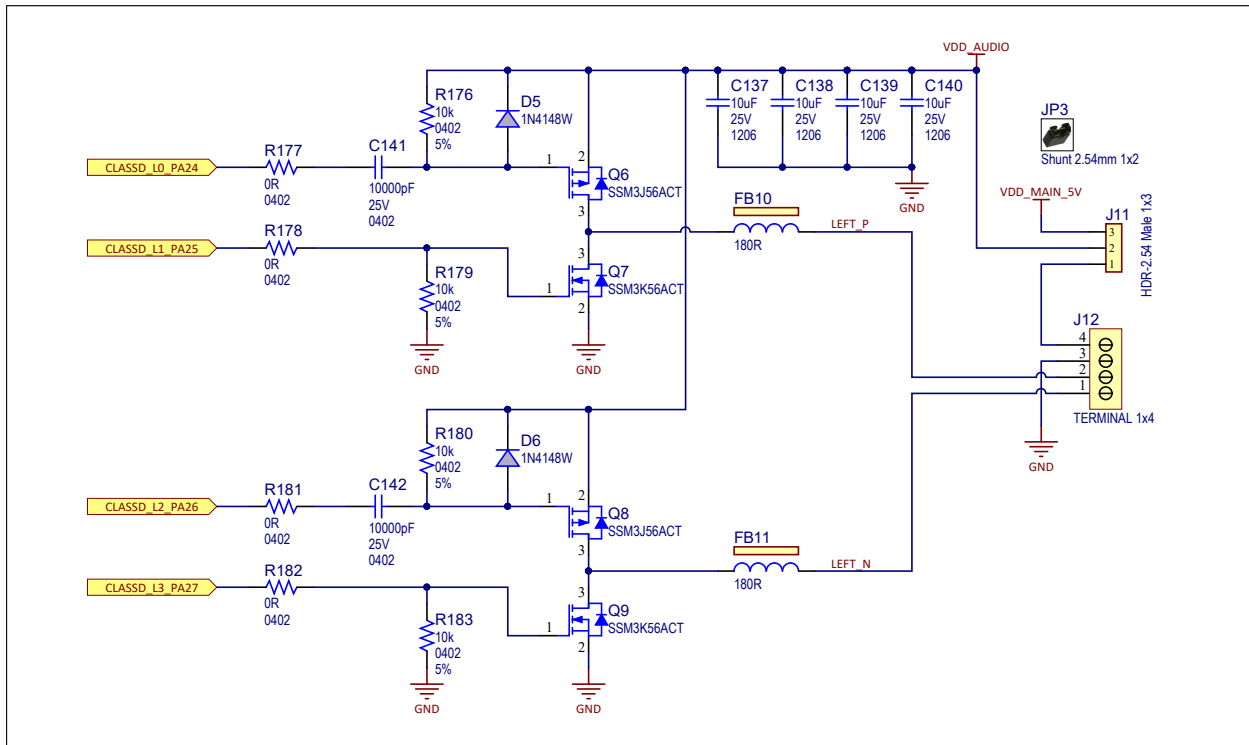 VDD_AUDIO
R176
10k
0402
5%
D5
1N4148W
C137
10uF
25V
1206
C138
10uF
25V
1206
C139
10uF
25V
1206
C140
10uF
25V
1206
JP3
Shunt 2.54mm 1x2
CLASSD_L0_PA24
R177
0R
0402
C141
10000pF
25V
0402
1
2
3
Q6
SSM3J56ACT
GND
VDD_MAIN_5V
J11
3
2
1
HDR-2.54 Male 1x3
FB10
180R
LEFT_P
CLASSD_L1_PA25
R178
0R
0402
R179
10k
0402
5%
GND
3
1
2
Q7
SSM3K56ACT
GND
J12
4
3
2
1
TERMINAL 1x4
GND
R180
10k
0402
5%
D6
1N4148W
CLASSD_L2_PA26
R181
0R
0402
C142
10000pF
25V
0402
1
2
3
Q8
SSM3J56ACT
FB11
180R
LEFT_N
CLASSD_L3_PA27
R182
0R
0402
R183
10k
0402
5%
GND
3
1
2
Q9
SSM3K56ACT
GND